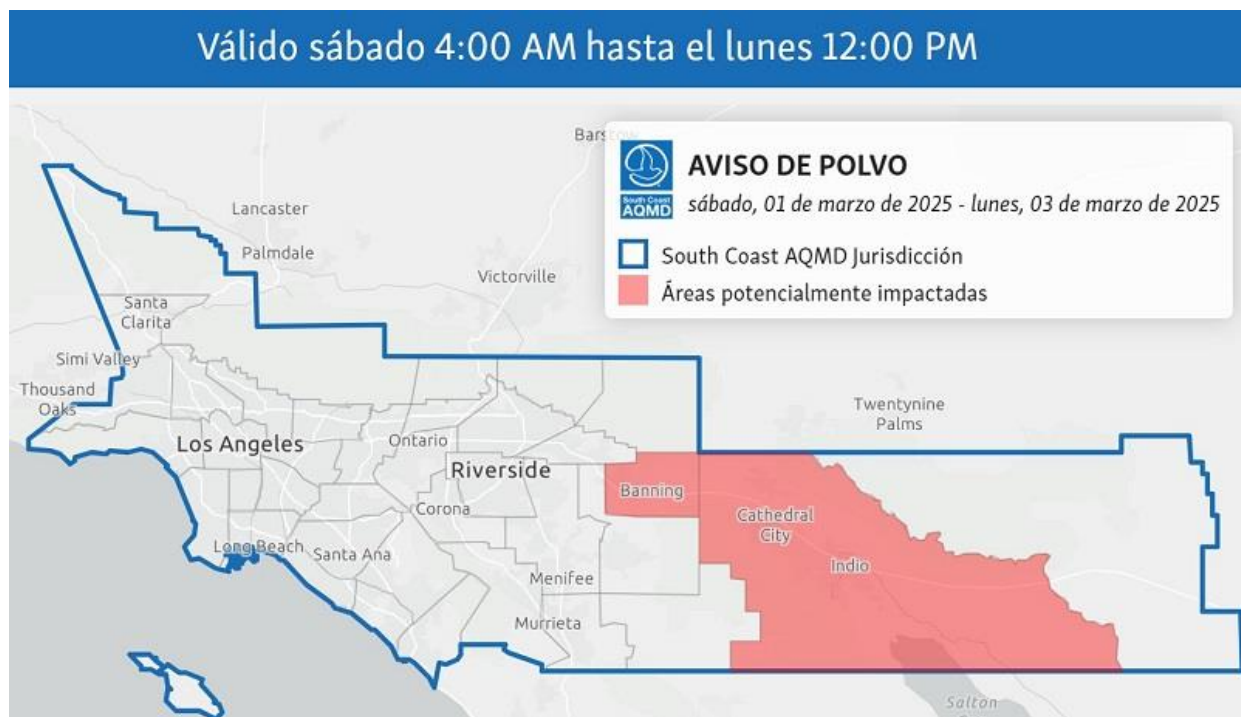 Válido sábado 4:00 AM hasta el lunes 12:00 PM
Barstow
South Coast
AQMD
AVISO DE POLVO
sábado, 01 de marzo de 2025 - lunes, 03 de marzo de 2025
South Coast AQMD Jurisdicción
Áreas potencialmente impactadas
Lancaster
Palmdale
Victorville
Santa
Clarita
Simi Valley
Thousand
Oaks
Twentynine
Palms
Los Angeles
Ontario
Riverside
Banning
Corona
Cathedral
City
Long Beach
Santa Ana
Indio
Menifee
Murrieta
Salton